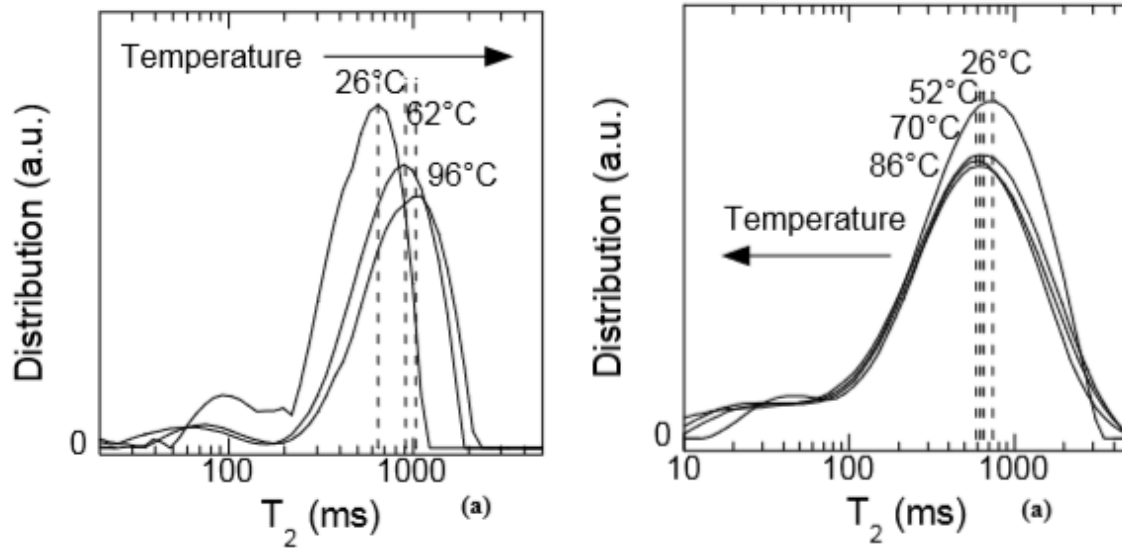 Temperature
26°C
62°C
96°C
Distribution (a.u.)
0
100
1000
T2 (ms)
(a)
26°C
52°C
70°C
86°C
Temperature
Distribution (a.u.)
0
10
100
1000
T2 (ms)
(a)